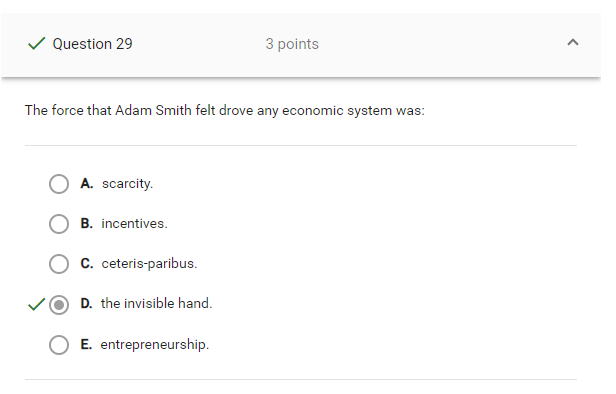 Question 29 3 points
The force that Adam Smith felt drove any economic system was:
A. scarcity.
B. incentives.
C. ceteris-paribus.
D. the invisible hand.
E. entrepreneurship.